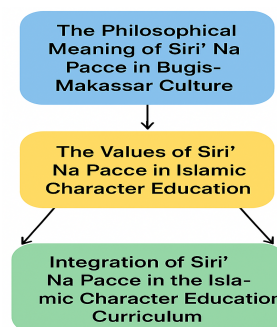 The Philosophical
Meaning of Siri’ Na
Pacce in Bugis-
Makassar Culture
The Values of Siri’
Na Pacce in Islamic
Character Education
Integration of Siri’
Na Pacce in the Isla-
mic Character Education
Curriculum